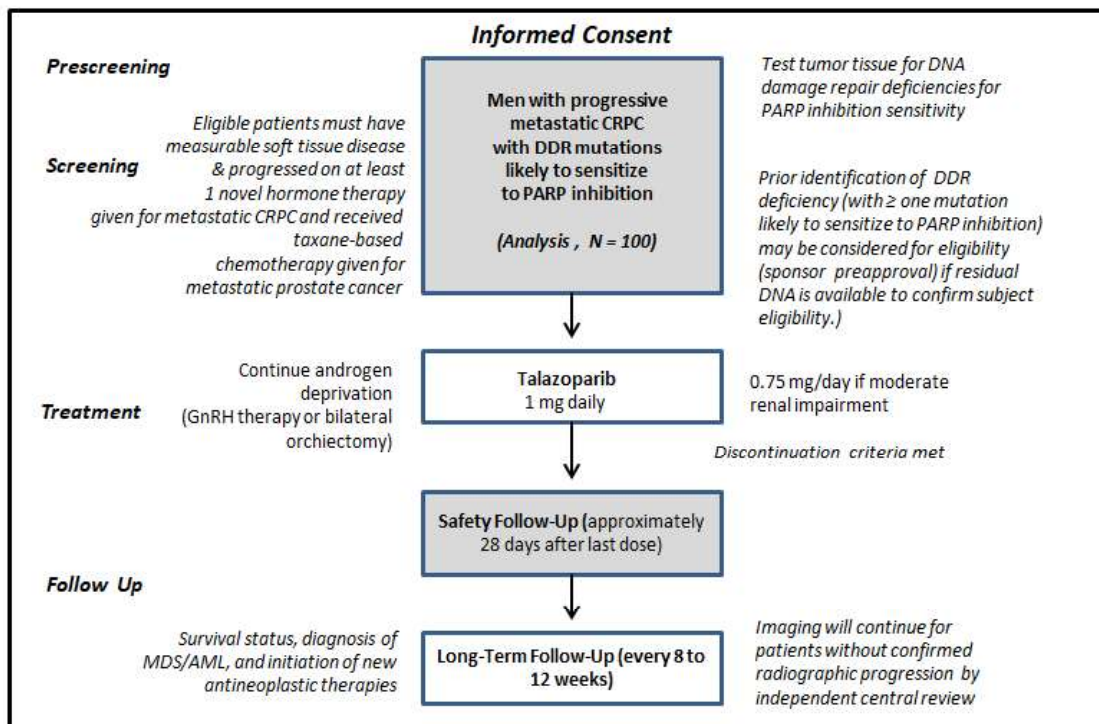 Informed Consent
Prescreening
Test tumor tissue for DNA
damage repair deficiencies for
PARP inhibition sensitivity
Men with progressive
metastatic CRPC
with DDR mutations
likely to sensitize
to PARP inhibition
(Analysis , N = 100)
Screening
Eligible patients must have
measurable soft tissue disease
& progressed on at least
1 novel hormone therapy
given for metastatic CRPC and received
taxane-based
chemotherapy given for
metastatic prostate cancer
Prior identification of DDR
deficiency (with ≥ one mutation
likely to sensitize to PARP inhibition)
may be considered for eligibility
(sponsor preapproval) if residual
DNA is available to confirm subject
eligibility.)
Treatment
Continue androgen
deprivation
(GnRH therapy or bilateral
orchiectomy)
Talazoparib
1 mg daily
0.75 mg/day if moderate
renal impairment
Discontinuation criteria met
Safety Follow-Up (approximately
28 days after last dose)
Follow Up
Survival status, diagnosis of
MDS/AML, and initiation of new
antineoplastic therapies
Long-Term Follow-Up (every 8 to
12 weeks)
Imaging will continue for
patients without confirmed
radiographic progression by
independent central review